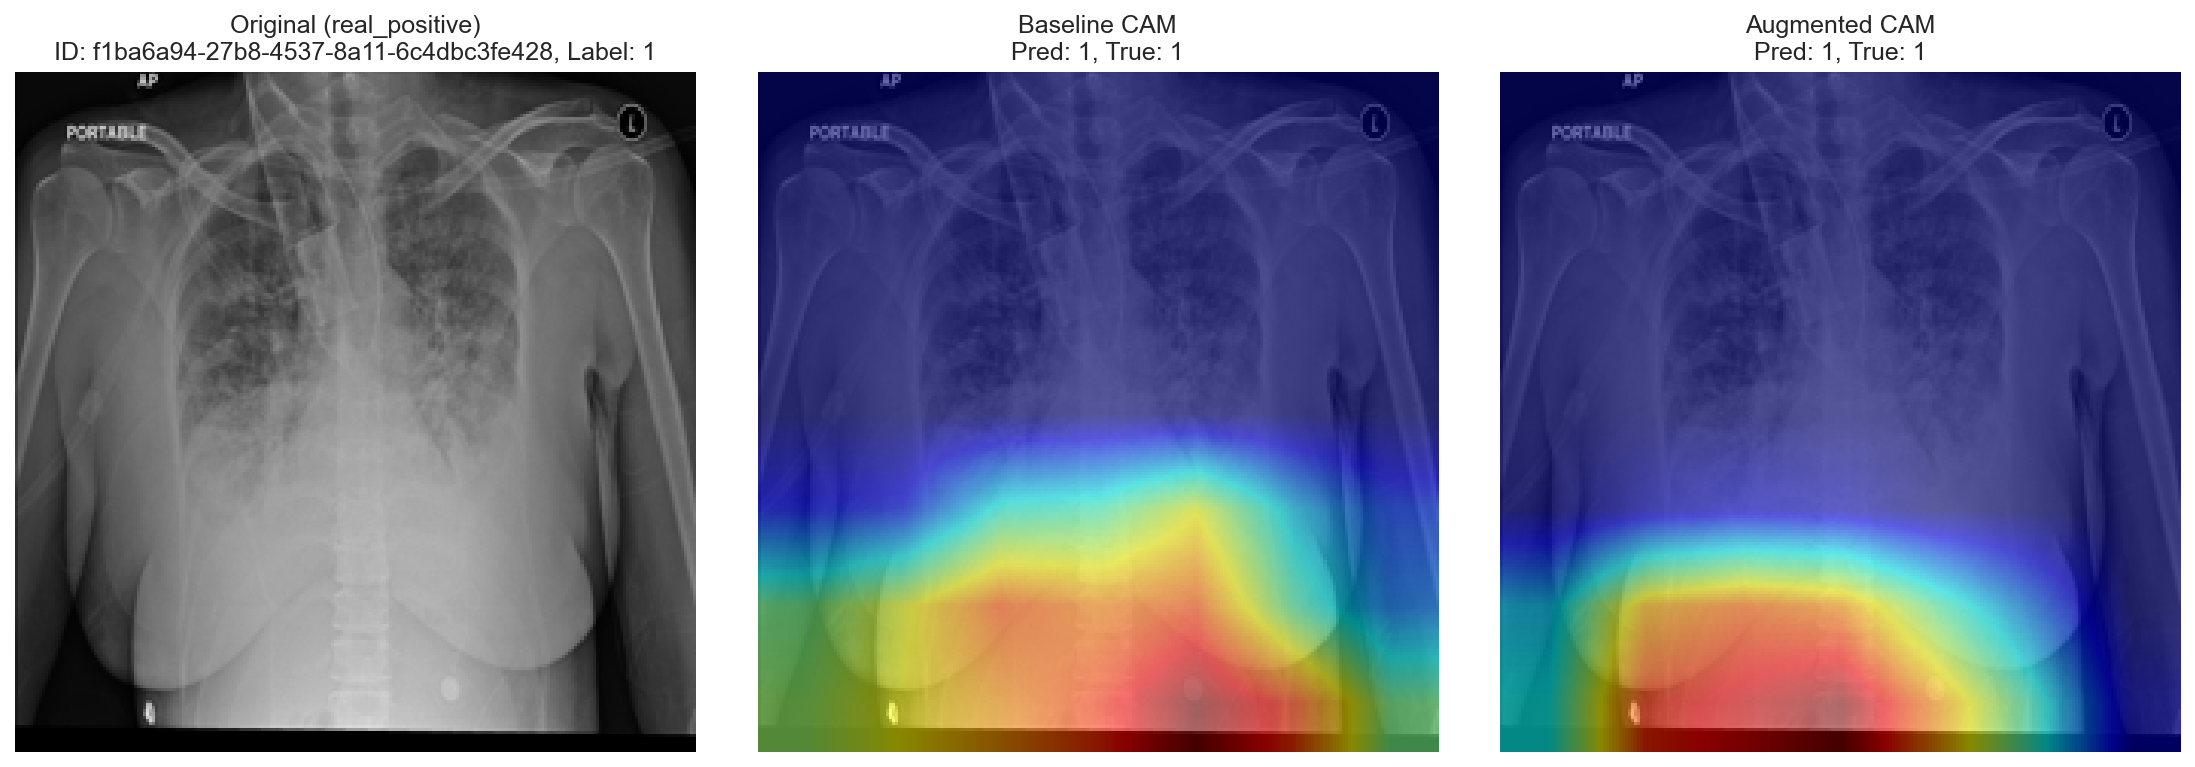 Original (real_positive)
ID: f1ba6a94-27b8-4537-8a11-6c4dbc3fe428, Label: 1
AP
PORTABLE
L
Baseline CAM
Pred: 1, True: 1
AP
PORTABLE
L
Augmented CAM
Pred: 1, True: 1
AP
PORTABLE
L